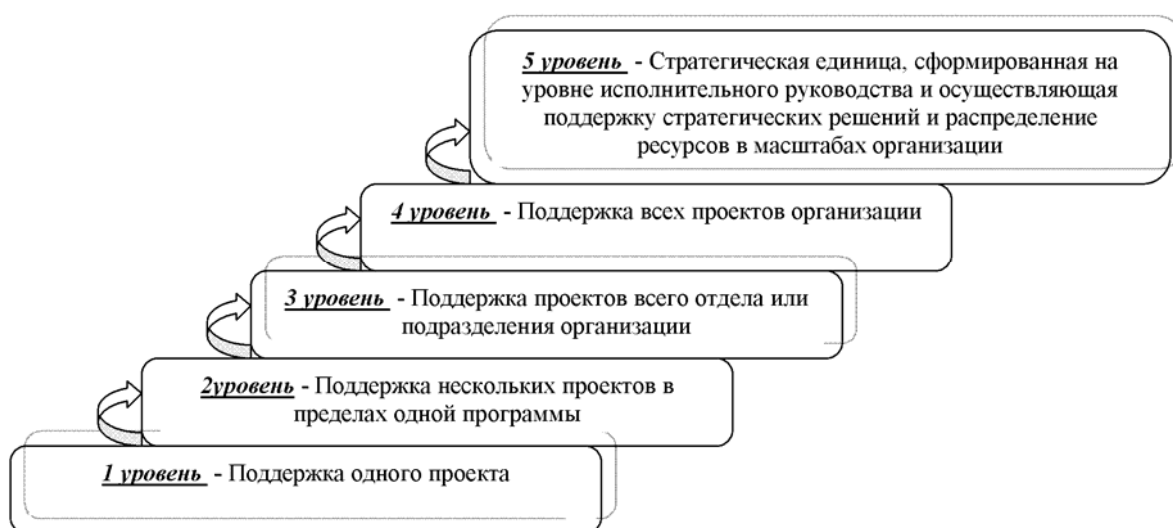 5 уровень - Стратегическая единица, сформированная на
уровне исполнительного руководства и осуществляющая
поддержку стратегических решений и распределение
ресурсов в масштабах организации
4 уровень - Поддержка всех проектов организации
3 уровень - Поддержка проектов всего отдела или
подразделения организации
2уровень - Поддержка нескольких проектов в
пределах одной программы
1 уровень - Поддержка одного проекта